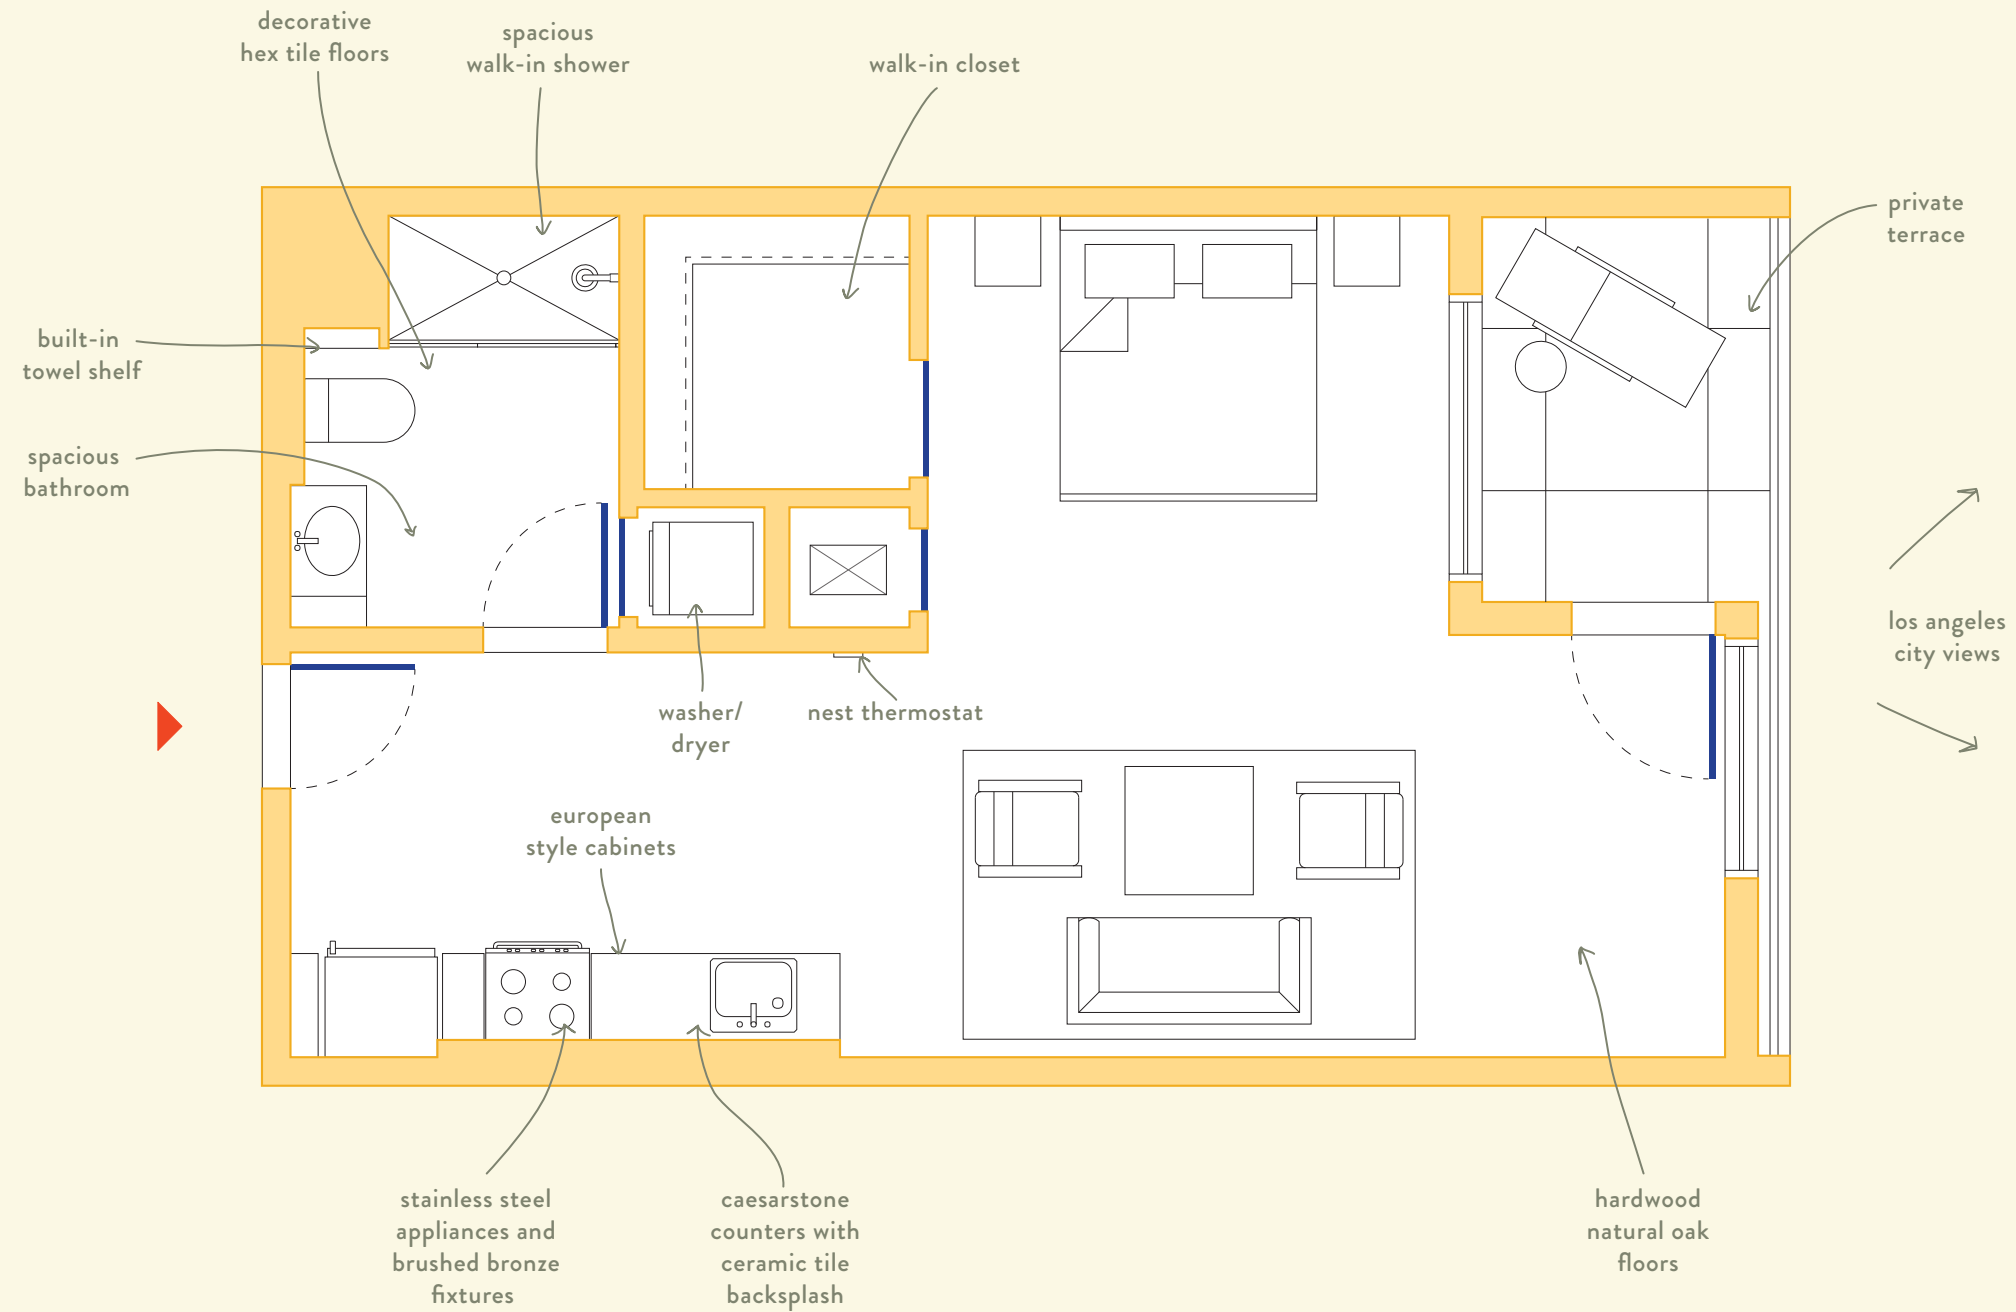 decorative
hex tile floors
spacious
walk-in shower
walk-in closet
private
terrace
built-in
towel shelf
spacious
bathroom
los angeles
city views
washer/
dryer
nest thermostat
european
style cabinets
stainless steel
appliances and
brushed bronze
fixtures
caesarstone
counters with
ceramic tile
backsplash
hardwood
natural oak
floors